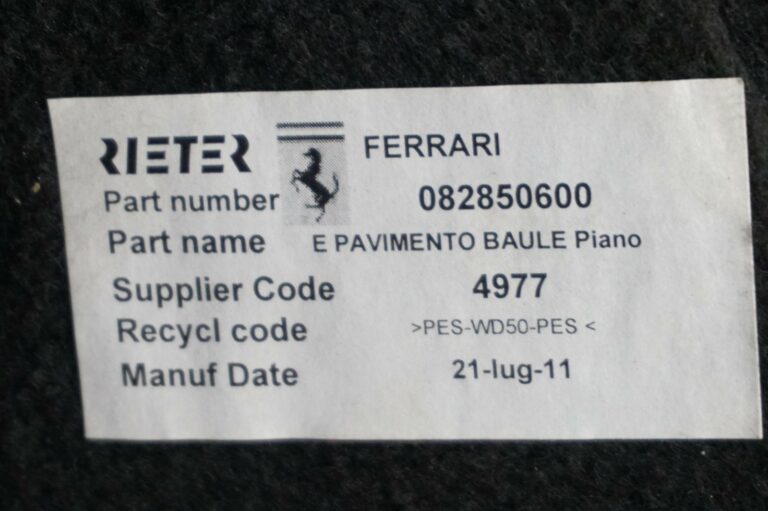 RIETER FERRARI
Part number 082850600
Part name E PAVIMENTO BAULE Piano
Supplier Code 4977
Recycl code >PES-WD50-PES <
Manuf Date 21-lug-11